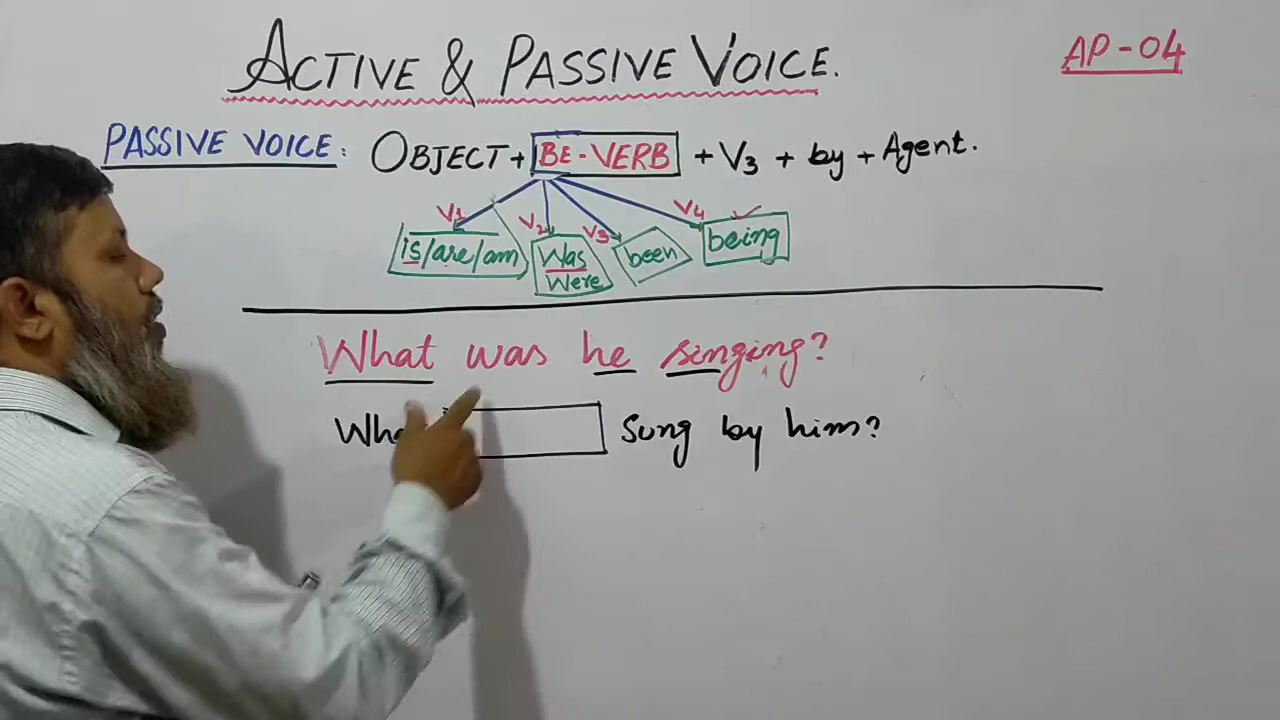 ACTIVE & PASSIVE VOICE.
AP-04
PASSIVE VOICE: OBJECT + BE-VERB + V3 + by + Agent.
V1 V2 V3 V4
is/are/am Was Were been being
What was he singing?
Sung by him?